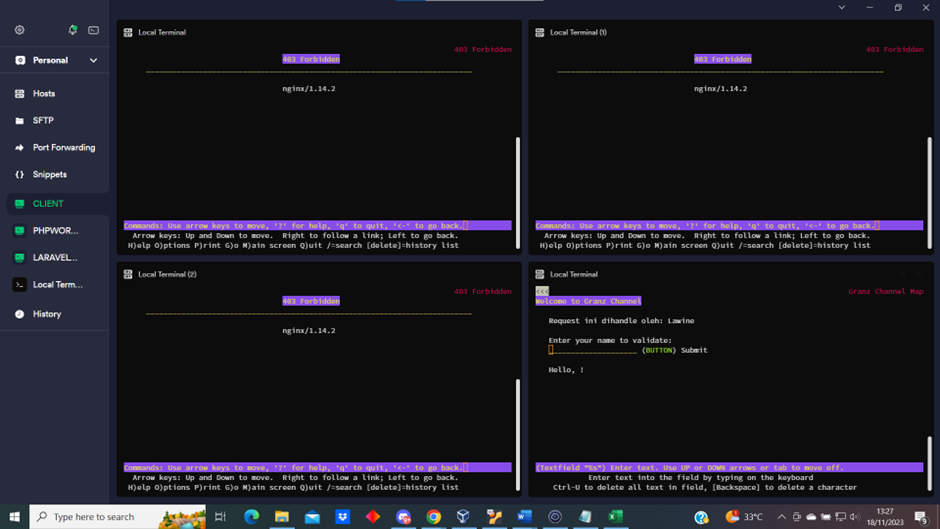 Personal
Hosts
SFTP
Port Forwarding
{} Snippets
CLIENT
PHPWOR...
LARAVEL...
Local Term...
History
Local Terminal
403 Forbidden
403 Forbidden
nginx/1.14.2
Commands: Use arrow keys to move, '?' for help, 'q' to quit, '<-' to go back.
Arrow keys: Up and Down to move.  Right to follow a link; Left to go back.
H)elp O)ptions P)rint G)o M)ain screen Q)uit /=search [delete]=history list
Local Terminal (1)
403 Forbidden
403 Forbidden
nginx/1.14.2
Commands: Use arrow keys to move, '?' for help, 'q' to quit, '<-' to go back.
Arrow keys: Up and Down to move.  Right to follow a link; Left to go back.
H)elp O)ptions P)rint G)o M)ain screen Q)uit /=search [delete]=history list
Local Terminal (2)
403 Forbidden
403 Forbidden
nginx/1.14.2
Commands: Use arrow keys to move, '?' for help, 'q' to quit, '<-' to go back.
Arrow keys: Up and Down to move.  Right to follow a link; Left to go back.
H)elp O)ptions P)rint G)o M)ain screen Q)uit /=search [delete]=history list
Local Terminal
<<<
Granz Channel Map
Welcome to Granz Channel
Request ini dihandle oleh: Lawine
Enter your name to validate:
____________________ (BUTTON) Submit
Hello, !
(Textfield "%s") Enter text. Use UP or DOWN arrows or tab to move off.
Enter text into the field by typing on the keyboard
Ctrl-U to delete all text in field, [Backspace] to delete a character
Type here to search
33°C
13:27
18/11/2023